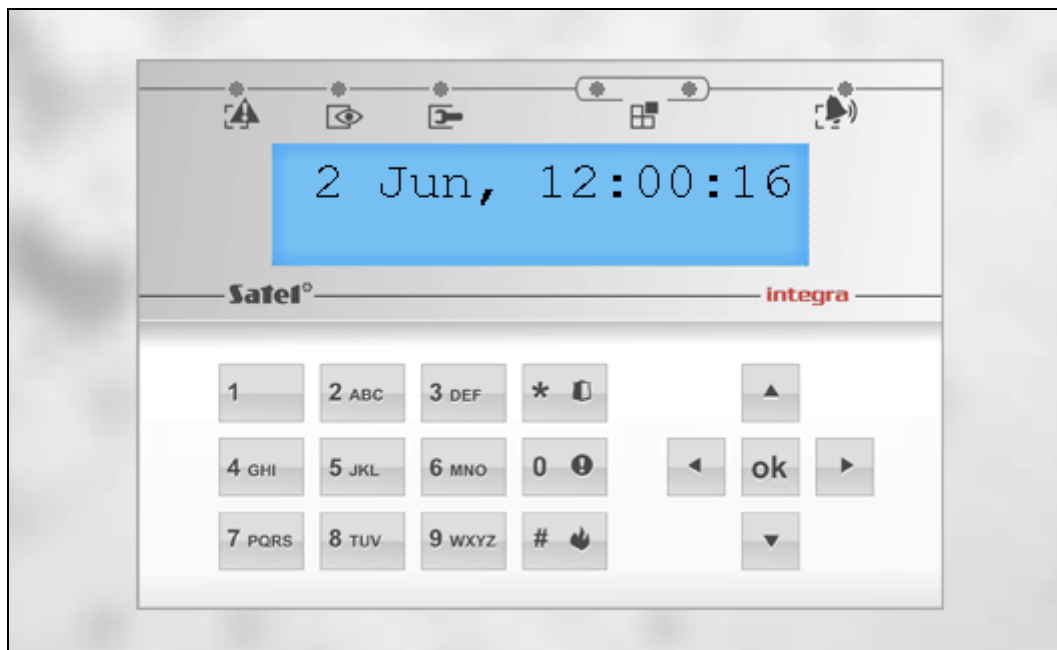 2 Jun, 12:00:16
Satel
integra
1 2 ABC 3 DEF *
4 GHI 5 JKL 6 MNO 0 ok
7 PQRS 8 TUV 9 WXYZ #